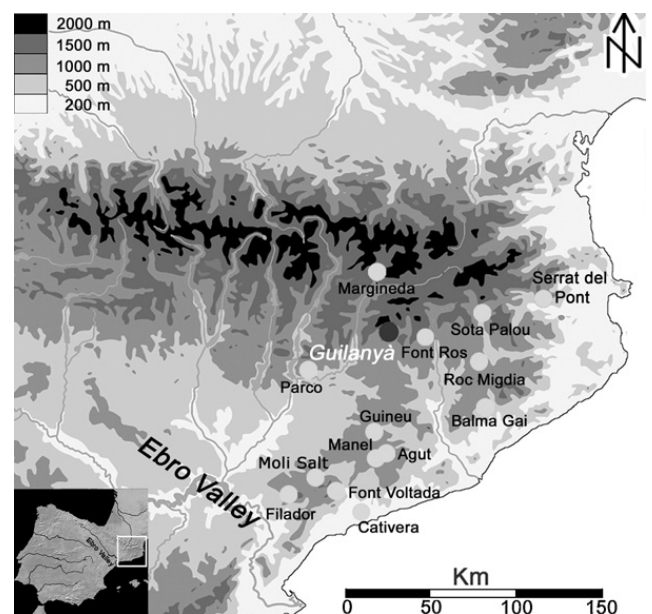 2000 m
1500 m
1000 m
500 m
200 m
N
Margineda
Serrat del
Pont
Sota Palou
Guilanyà
Font Ros
Roc Migdia
Parco
Guineu
Balma Gai
Manel
Agut
Ebro Valley
Moli Salt
Font Voltada
Filador
Cativera
Ebro Valley
Km
0 50 100 150